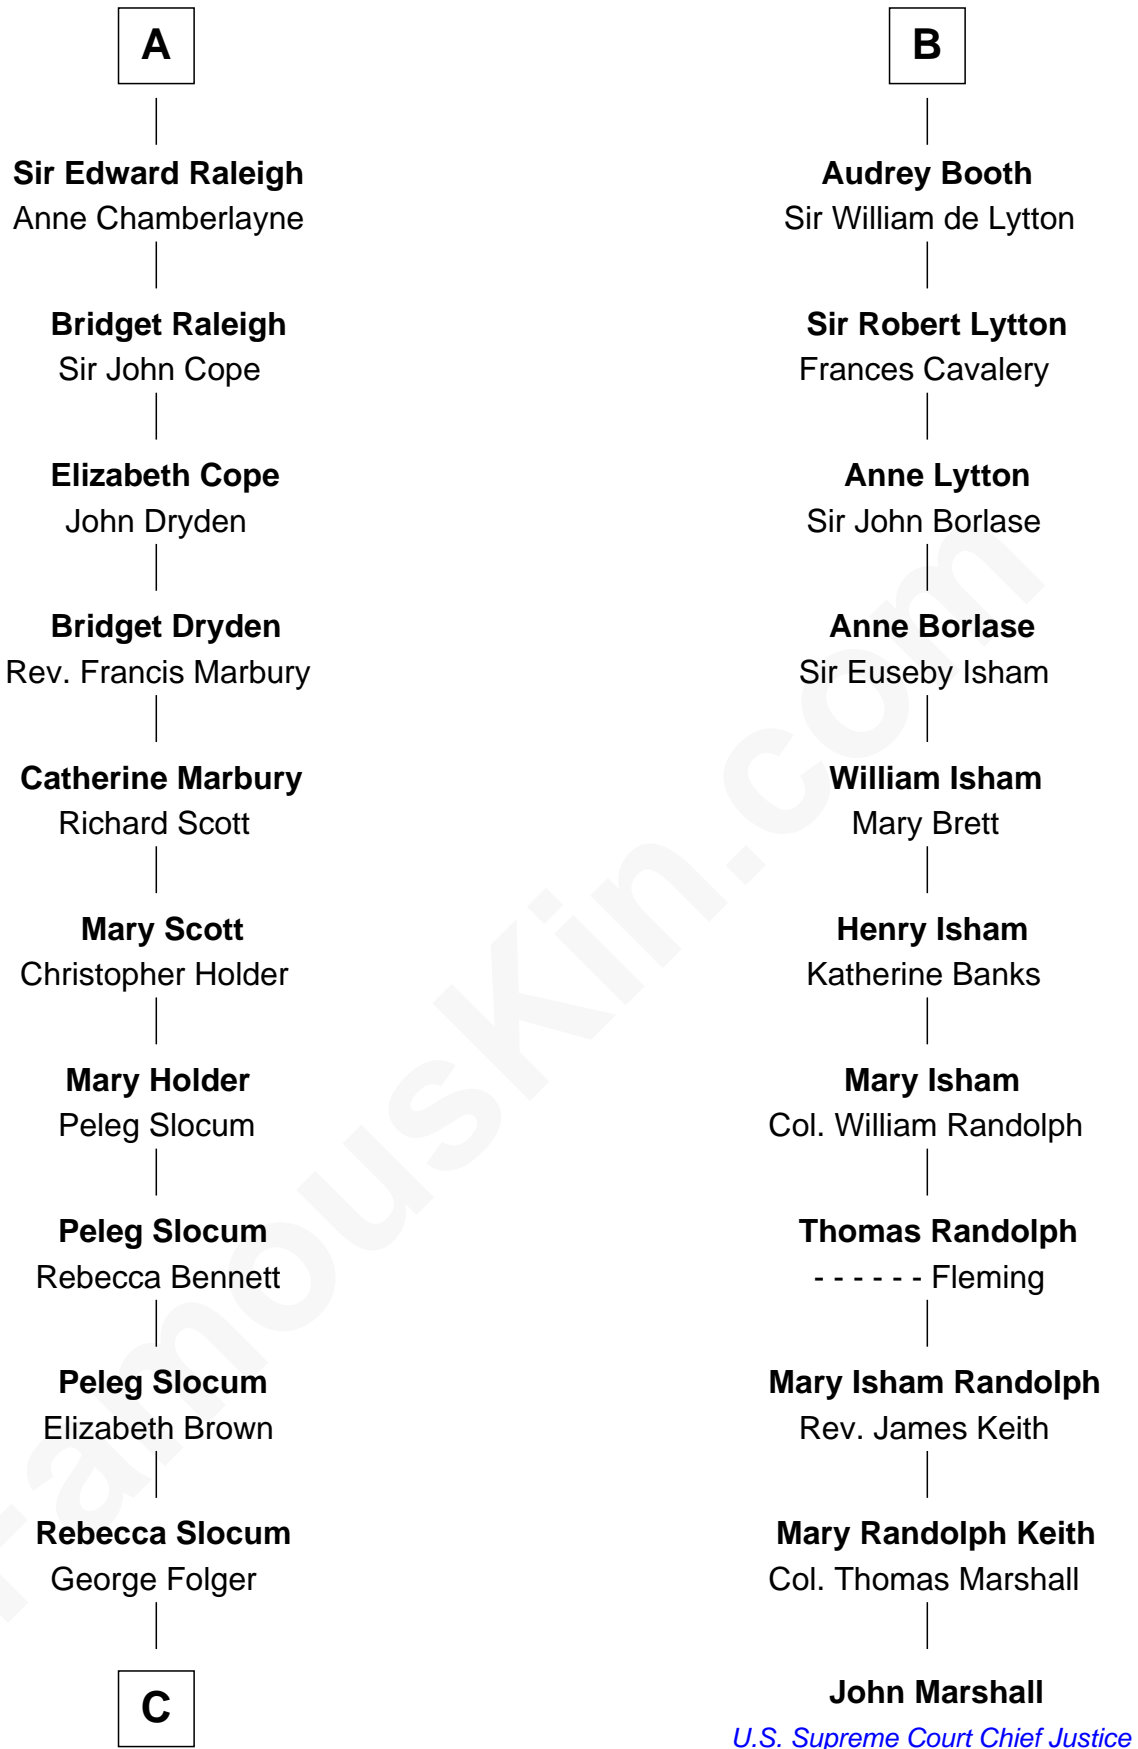 A
Sir Edward Raleigh
Anne Chamberlayne
Bridget Raleigh
Sir John Cope
Elizabeth Cope
John Dryden
Bridget Dryden
Rev. Francis Marbury
Catherine Marbury
Richard Scott
Mary Scott
Christopher Holder
Mary Holder
Peleg Slocum
Peleg Slocum
Rebecca Bennett
Peleg Slocum
Elizabeth Brown
Rebecca Slocum
George Folger
C
B
Audrey Booth
Sir William de Lytton
Sir Robert Lytton
Frances Cavalery
Anne Lytton
Sir John Borlase
Anne Borlase
Sir Euseby Isham
William Isham
Mary Brett
Henry Isham
Katherine Banks
Mary Isham
Col. William Randolph
Thomas Randolph
- - - - - - Fleming
Mary Isham Randolph
Rev. James Keith
Mary Randolph Keith
Col. Thomas Marshall
John Marshall
U.S. Supreme Court Chief Justice
FamousKin.com